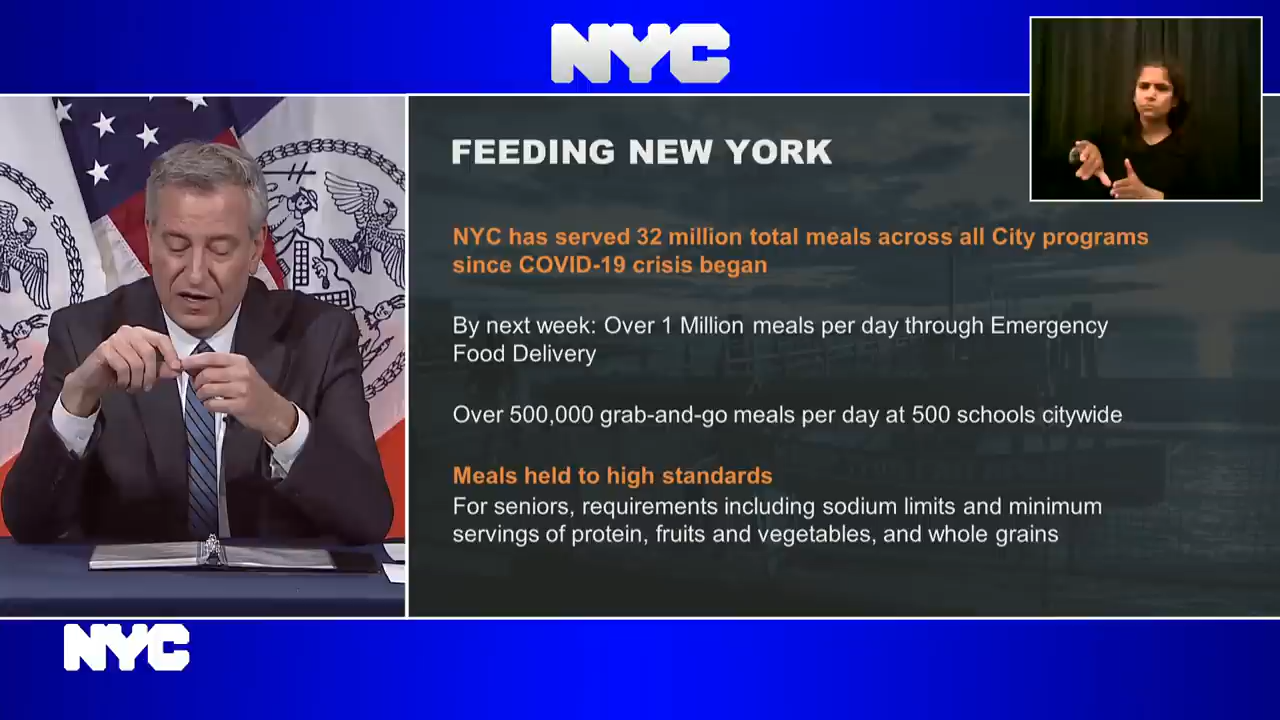 NYC
FEEDING NEW YORK
NYC has served 32 million total meals across all City programs
since COVID-19 crisis began
By next week: Over 1 Million meals per day through Emergency
Food Delivery
Over 500,000 grab-and-go meals per day at 500 schools citywide
Meals held to high standards
For seniors, requirements including sodium limits and minimum
servings of protein, fruits and vegetables, and whole grains
NYC